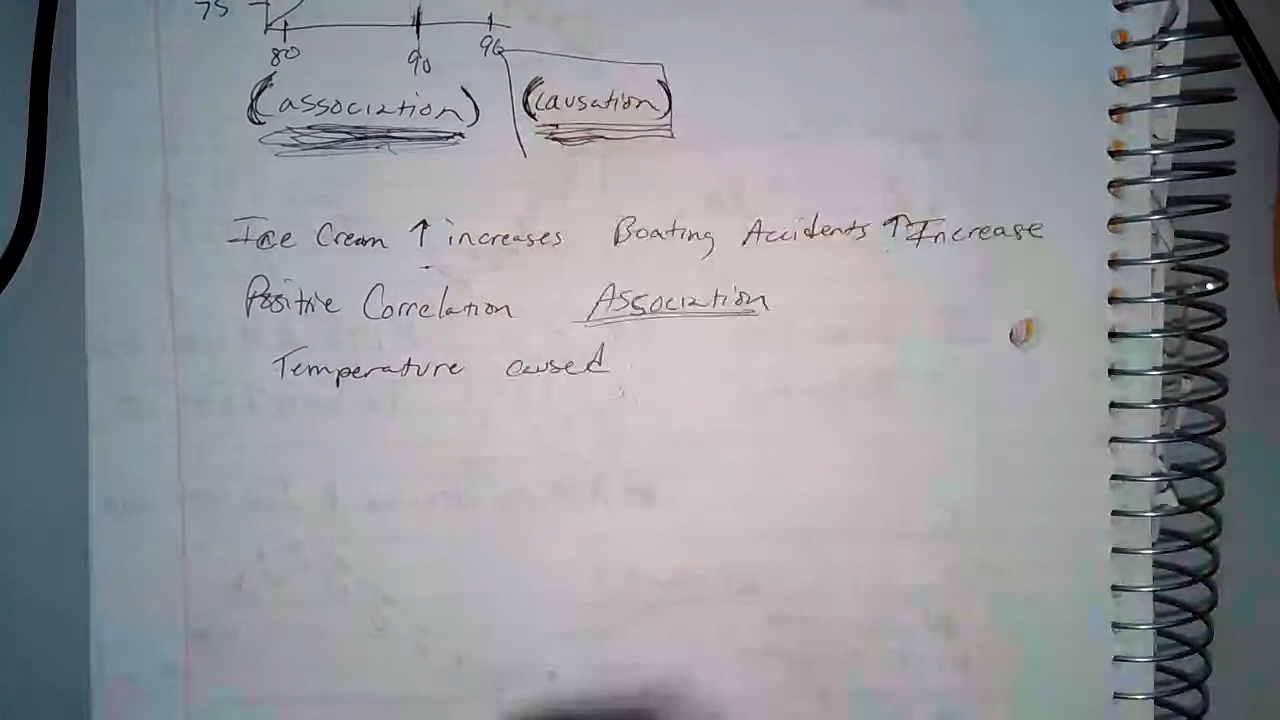 75
80 90 96
(association) (causation)
Ice Cream ↑ increases Boating Accidents ↑ Increase
Positive Correlation Association
Temperature caused